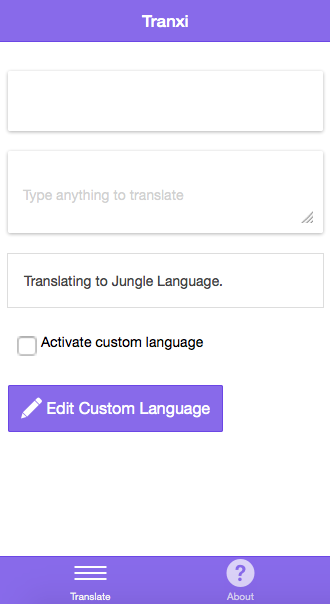 Tranxi
Type anything to translate
Translating to Jungle Language.
Activate custom language
Edit Custom Language
?
Translate
About